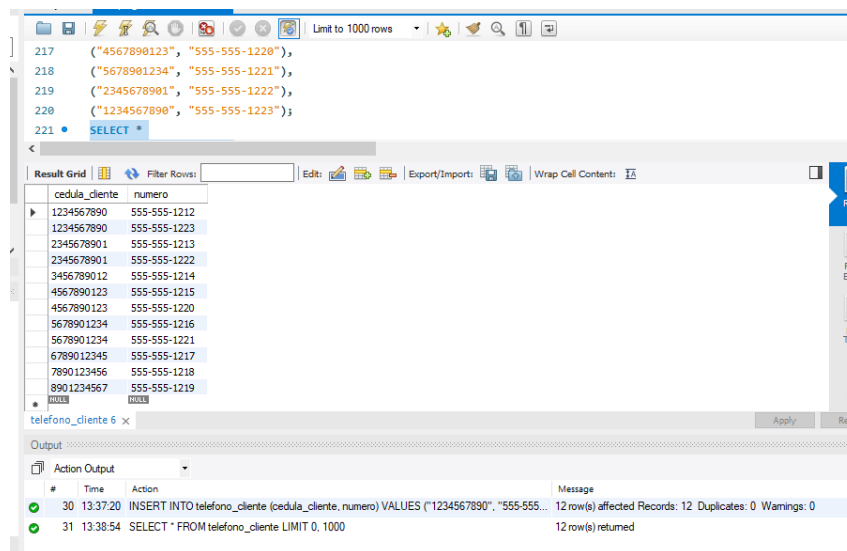 Limit to 1000 rows
217 ("4567890123", "555-555-1220"),
218 ("5678901234", "555-555-1221"),
219 ("2345678901", "555-555-1222"),
220 ("1234567890", "555-555-1223");
221 SELECT *
Result Grid Filter Rows: Edit: Export/Import: Wrap Cell Content:
cedula_cliente numero
1234567890 555-555-1212
1234567890 555-555-1223
2345678901 555-555-1213
2345678901 555-555-1222
3456789012 555-555-1214
4567890123 555-555-1215
4567890123 555-555-1220
5678901234 555-555-1216
5678901234 555-555-1221
6789012345 555-555-1217
7890123456 555-555-1218
8901234567 555-555-1219
NULL NULL
telefono_cliente 6 Apply Re
Output
Action Output
# Time Action Message
30 13:37:20 INSERT INTO telefono_cliente (cedula_cliente, numero) VALUES ("1234567890", "555-555... 12 row(s) affected Records: 12 Duplicates: 0 Warnings: 0
31 13:38:54 SELECT * FROM telefono_cliente LIMIT 0, 1000 12 row(s) returned